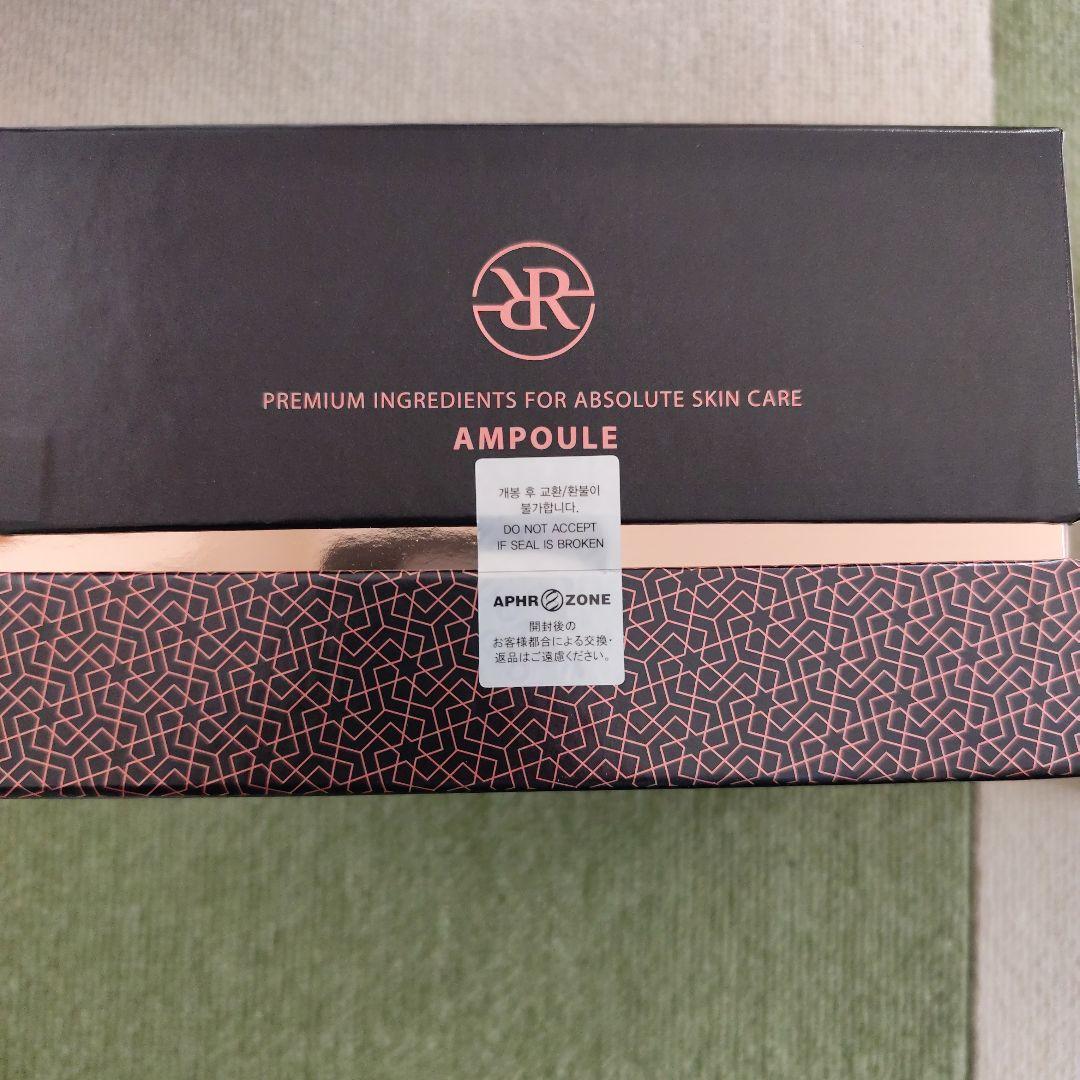 RR
PREMIUM INGREDIENTS FOR ABSOLUTE SKIN CARE
AMPOULE
개봉 후 교환/환불이
불가합니다.
DO NOT ACCEPT
IF SEAL IS BROKEN
APHROZONE
開封後の
お客様都合による交換・
返品はご遠慮ください。